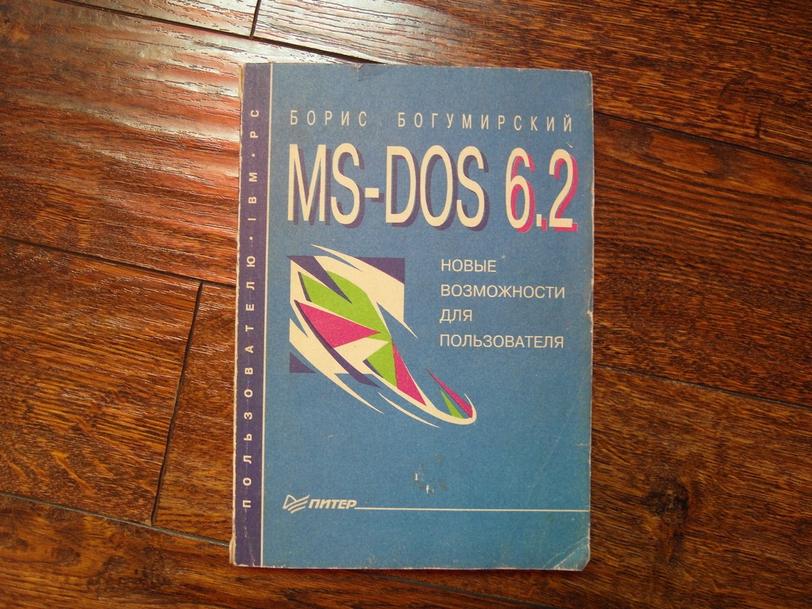 БОРИС БОГУМИРСКИЙ
MS-DOS 6.2
НОВЫЕ
ВОЗМОЖНОСТИ
ДЛЯ
ПОЛЬЗОВАТЕЛЯ
ПИТЕР
ПОЛЬЗОВАТЕЛЮ • IBM • PC